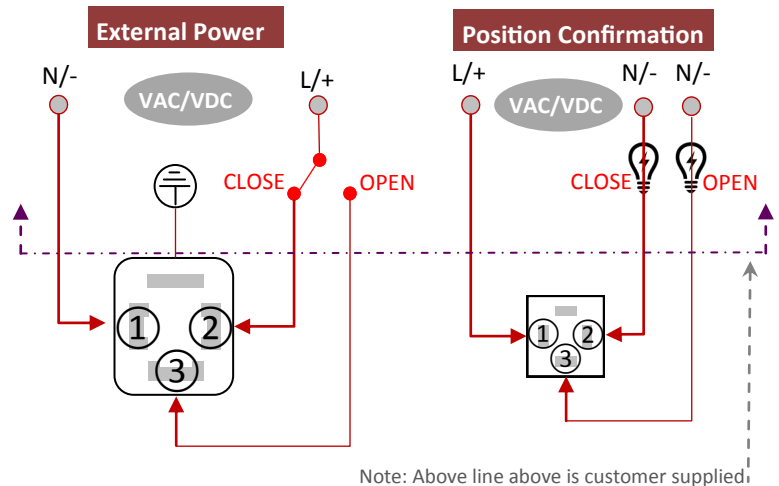 External Power
Position Confirmation
N/-
VAC/VDC
L/+
L/+
VAC/VDC
N/-
N/-
CLOSE
OPEN
CLOSE
OPEN
1
2
3
1
2
3
Note: Above line above is customer supplied